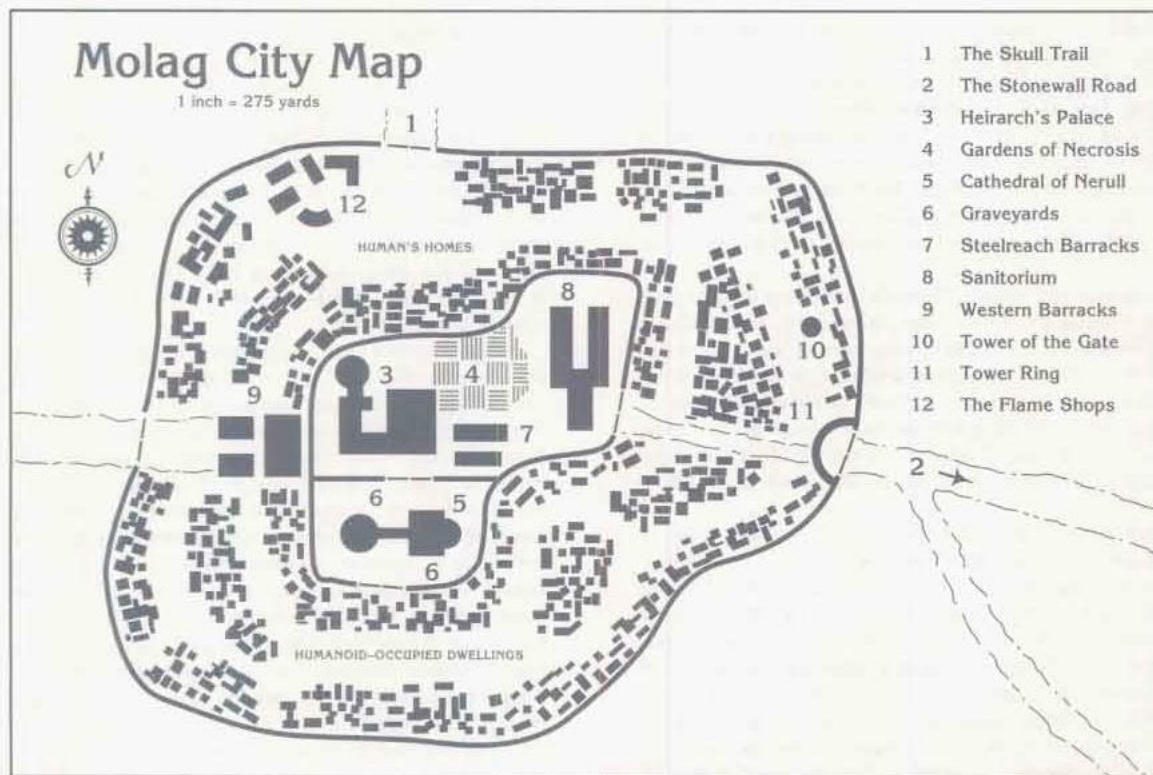 Molag City Map
1 inch = 275 yards
N
1 The Skull Trail
2 The Stonewall Road
3 Heirarch's Palace
4 Gardens of Necrosis
5 Cathedral of Nerull
6 Graveyards
7 Steelreach Barracks
8 Sanitorium
9 Western Barracks
10 Tower of the Gate
11 Tower Ring
12 The Flame Shops
1
12
HUMAN'S HOMES
8
10
3
4
9
11
7
2
6
5
6
HUMANOID-OCCUPIED DWELLINGS